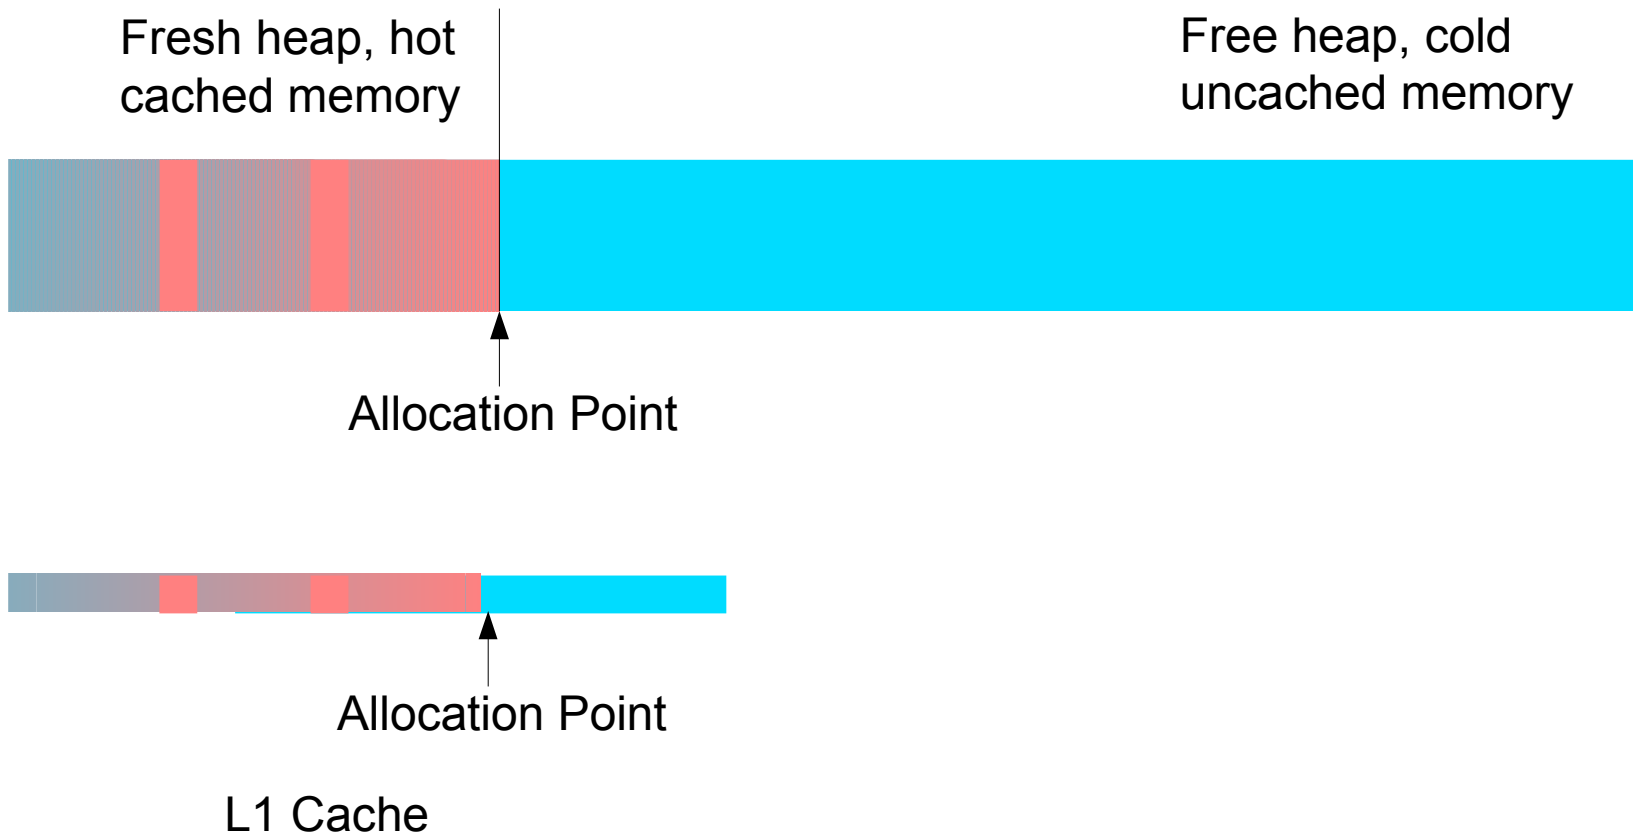 Fresh heap, hot
cached memory
Free heap, cold
uncached memory
Allocation Point
Allocation Point
L1 Cache